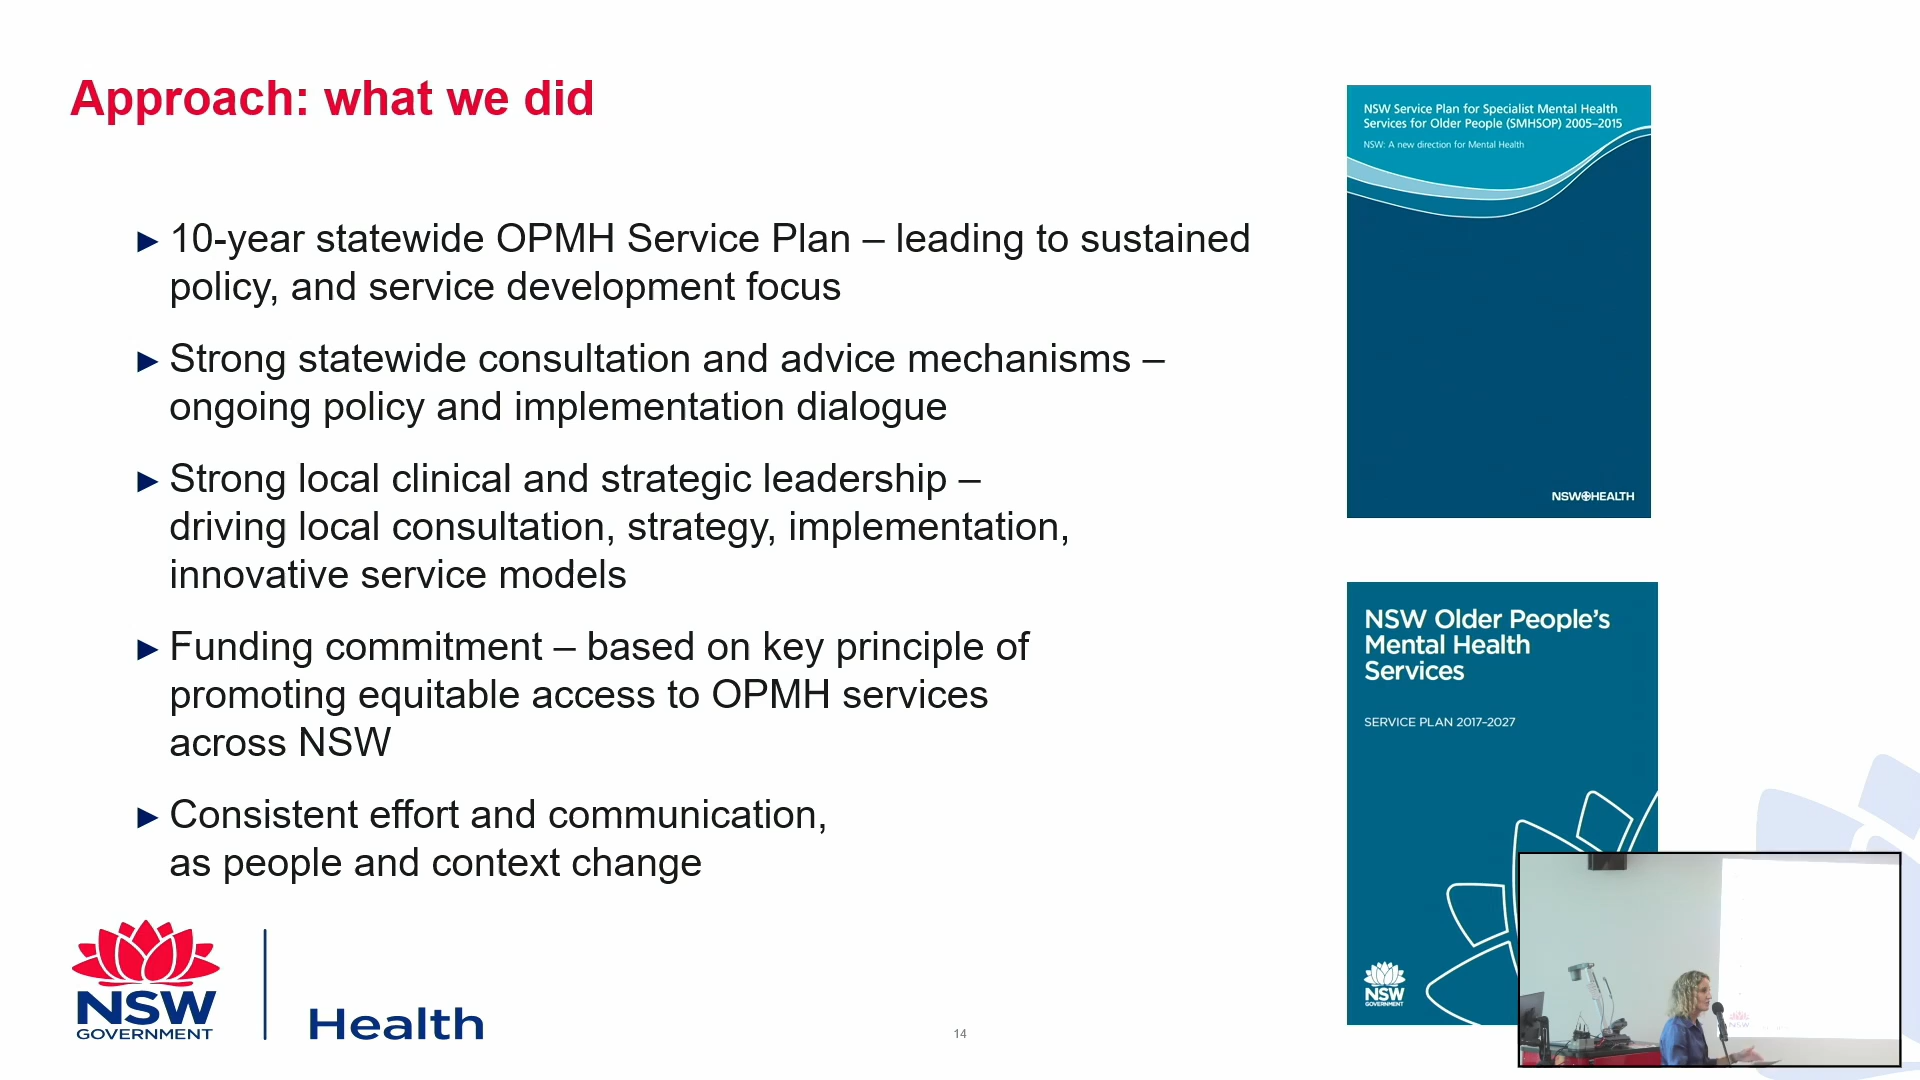 Approach: what we did
► 10-year statewide OPMH Service Plan – leading to sustained
policy, and service development focus
► Strong statewide consultation and advice mechanisms –
ongoing policy and implementation dialogue
► Strong local clinical and strategic leadership –
driving local consultation, strategy, implementation,
innovative service models
► Funding commitment – based on key principle of
promoting equitable access to OPMH services
across NSW
► Consistent effort and communication,
as people and context change
NSW
GOVERNMENT
Health
14
NSW Service Plan for Specialist Mental Health
Services for Older People (SMHSOP) 2005–2015
NSW: A new direction for Mental Health
NSW HEALTH
NSW Older People’s
Mental Health
Services
SERVICE PLAN 2017–2027
NSW
GOVERNMENT
NSW